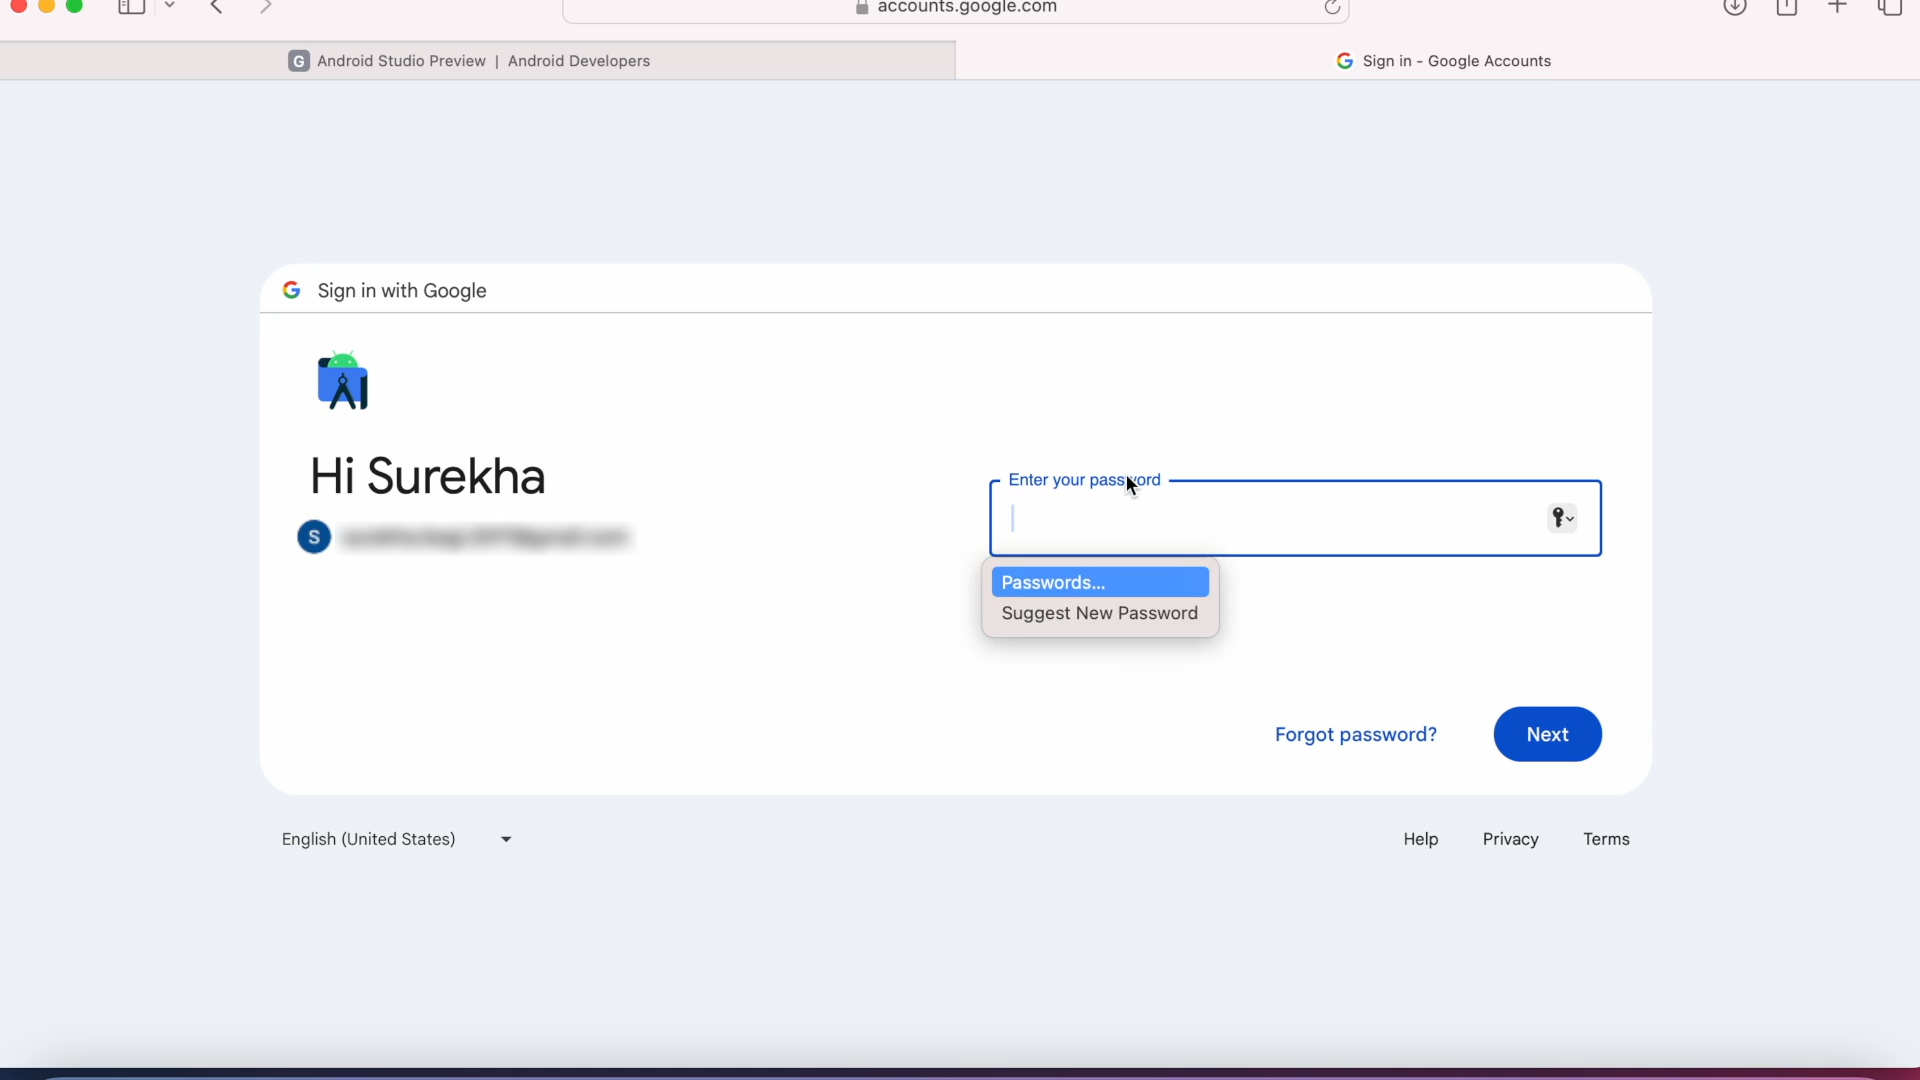 accounts.google.com
G Android Studio Preview | Android Developers
Sign in - Google Accounts
Sign in with Google
Hi Surekha
S
Enter your password
Passwords...
Suggest New Password
Forgot password?
Next
English (United States)
Help
Privacy
Terms